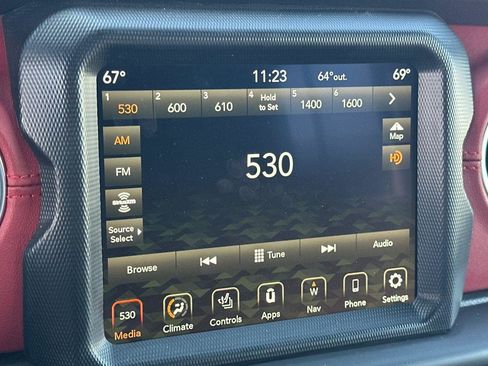 67° 11:23 64°out. 69°
1 2 3 4 5 6
530 600 610 Hold to Set 1400 1600
AM
Map
530
FM
HD
SIRIUSXM
Source Select
Browse Tune Audio
530 W
Media Climate Controls Apps Nav Phone Settings